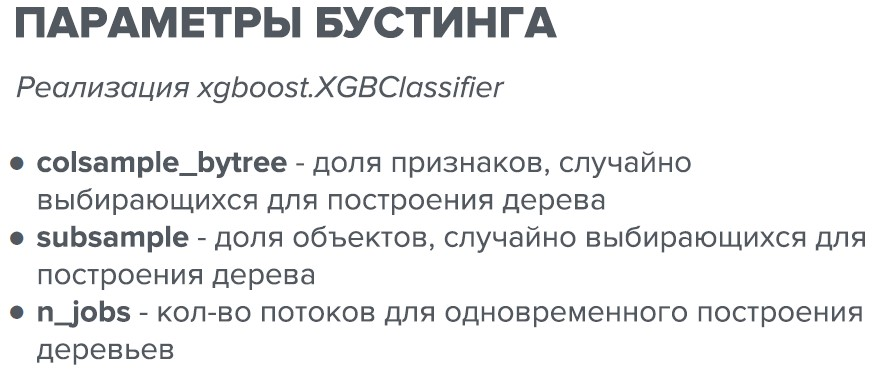 ПАРАМЕТРЫ БУСТИНГА
Реализация xgboost.XGBClassifier
● colsample_bytree - доля признаков, случайно
выбирающихся для построения дерева
● subsample - доля объектов, случайно выбирающихся для
построения дерева
● n_jobs - кол-во потоков для одновременного построения
деревьев